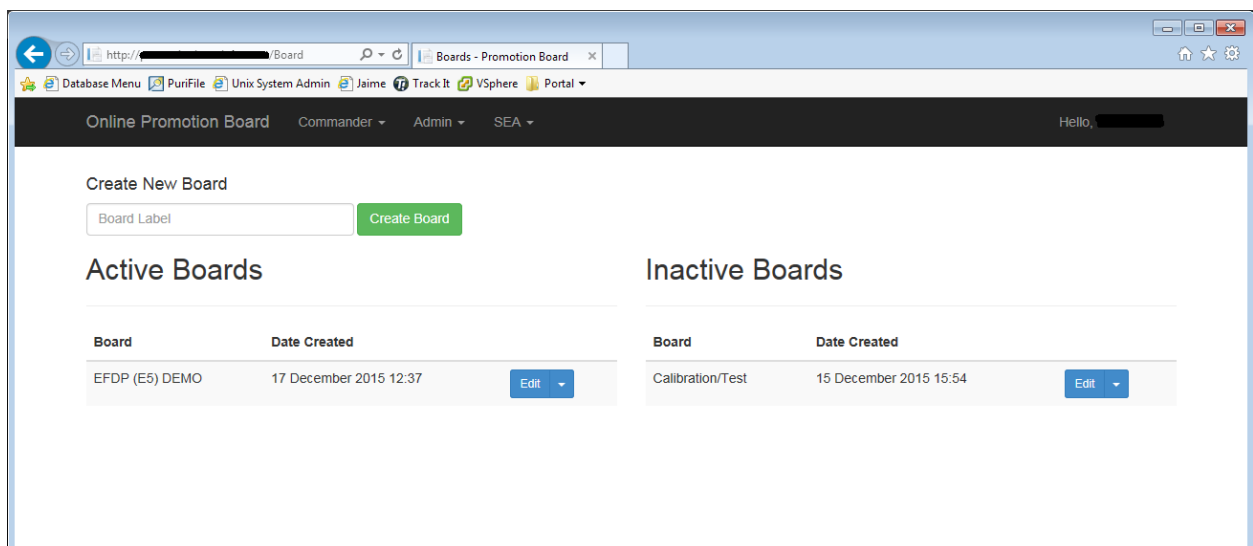 http:// /Board
Boards - Promotion Board
Database Menu PuriFile Unix System Admin Jaime Track It VSphere Portal
Online Promotion Board Commander Admin SEA Hello,
Create New Board
Board Label Create Board
Active Boards Inactive Boards
Board Date Created Board Date Created
EFDP (E5) DEMO 17 December 2015 12:37 Edit Calibration/Test 15 December 2015 15:54 Edit